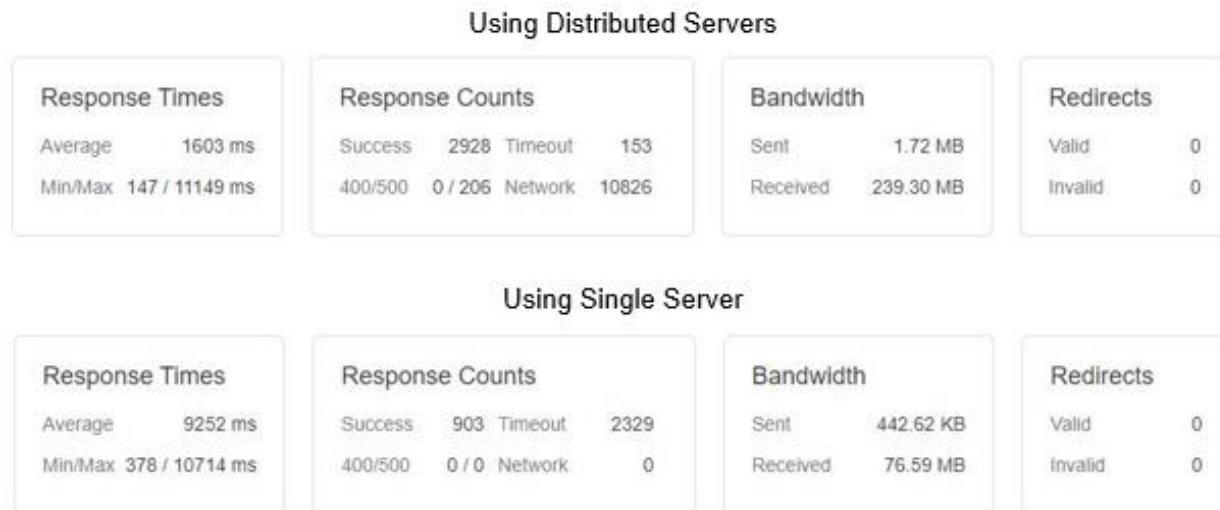 Using Distributed Servers
Response Times Response Counts Bandwidth Redirects
Average 1603 ms Success 2928 Timeout 153 Sent 1.72 MB Valid 0
Min/Max 147 / 11149 ms 400/500 0 / 206 Network 10826 Received 239.30 MB Invalid 0
Using Single Server
Response Times Response Counts Bandwidth Redirects
Average 9252 ms Success 903 Timeout 2329 Sent 442.62 KB Valid 0
Min/Max 378 / 10714 ms 400/500 0 / 0 Network 0 Received 76.59 MB Invalid 0